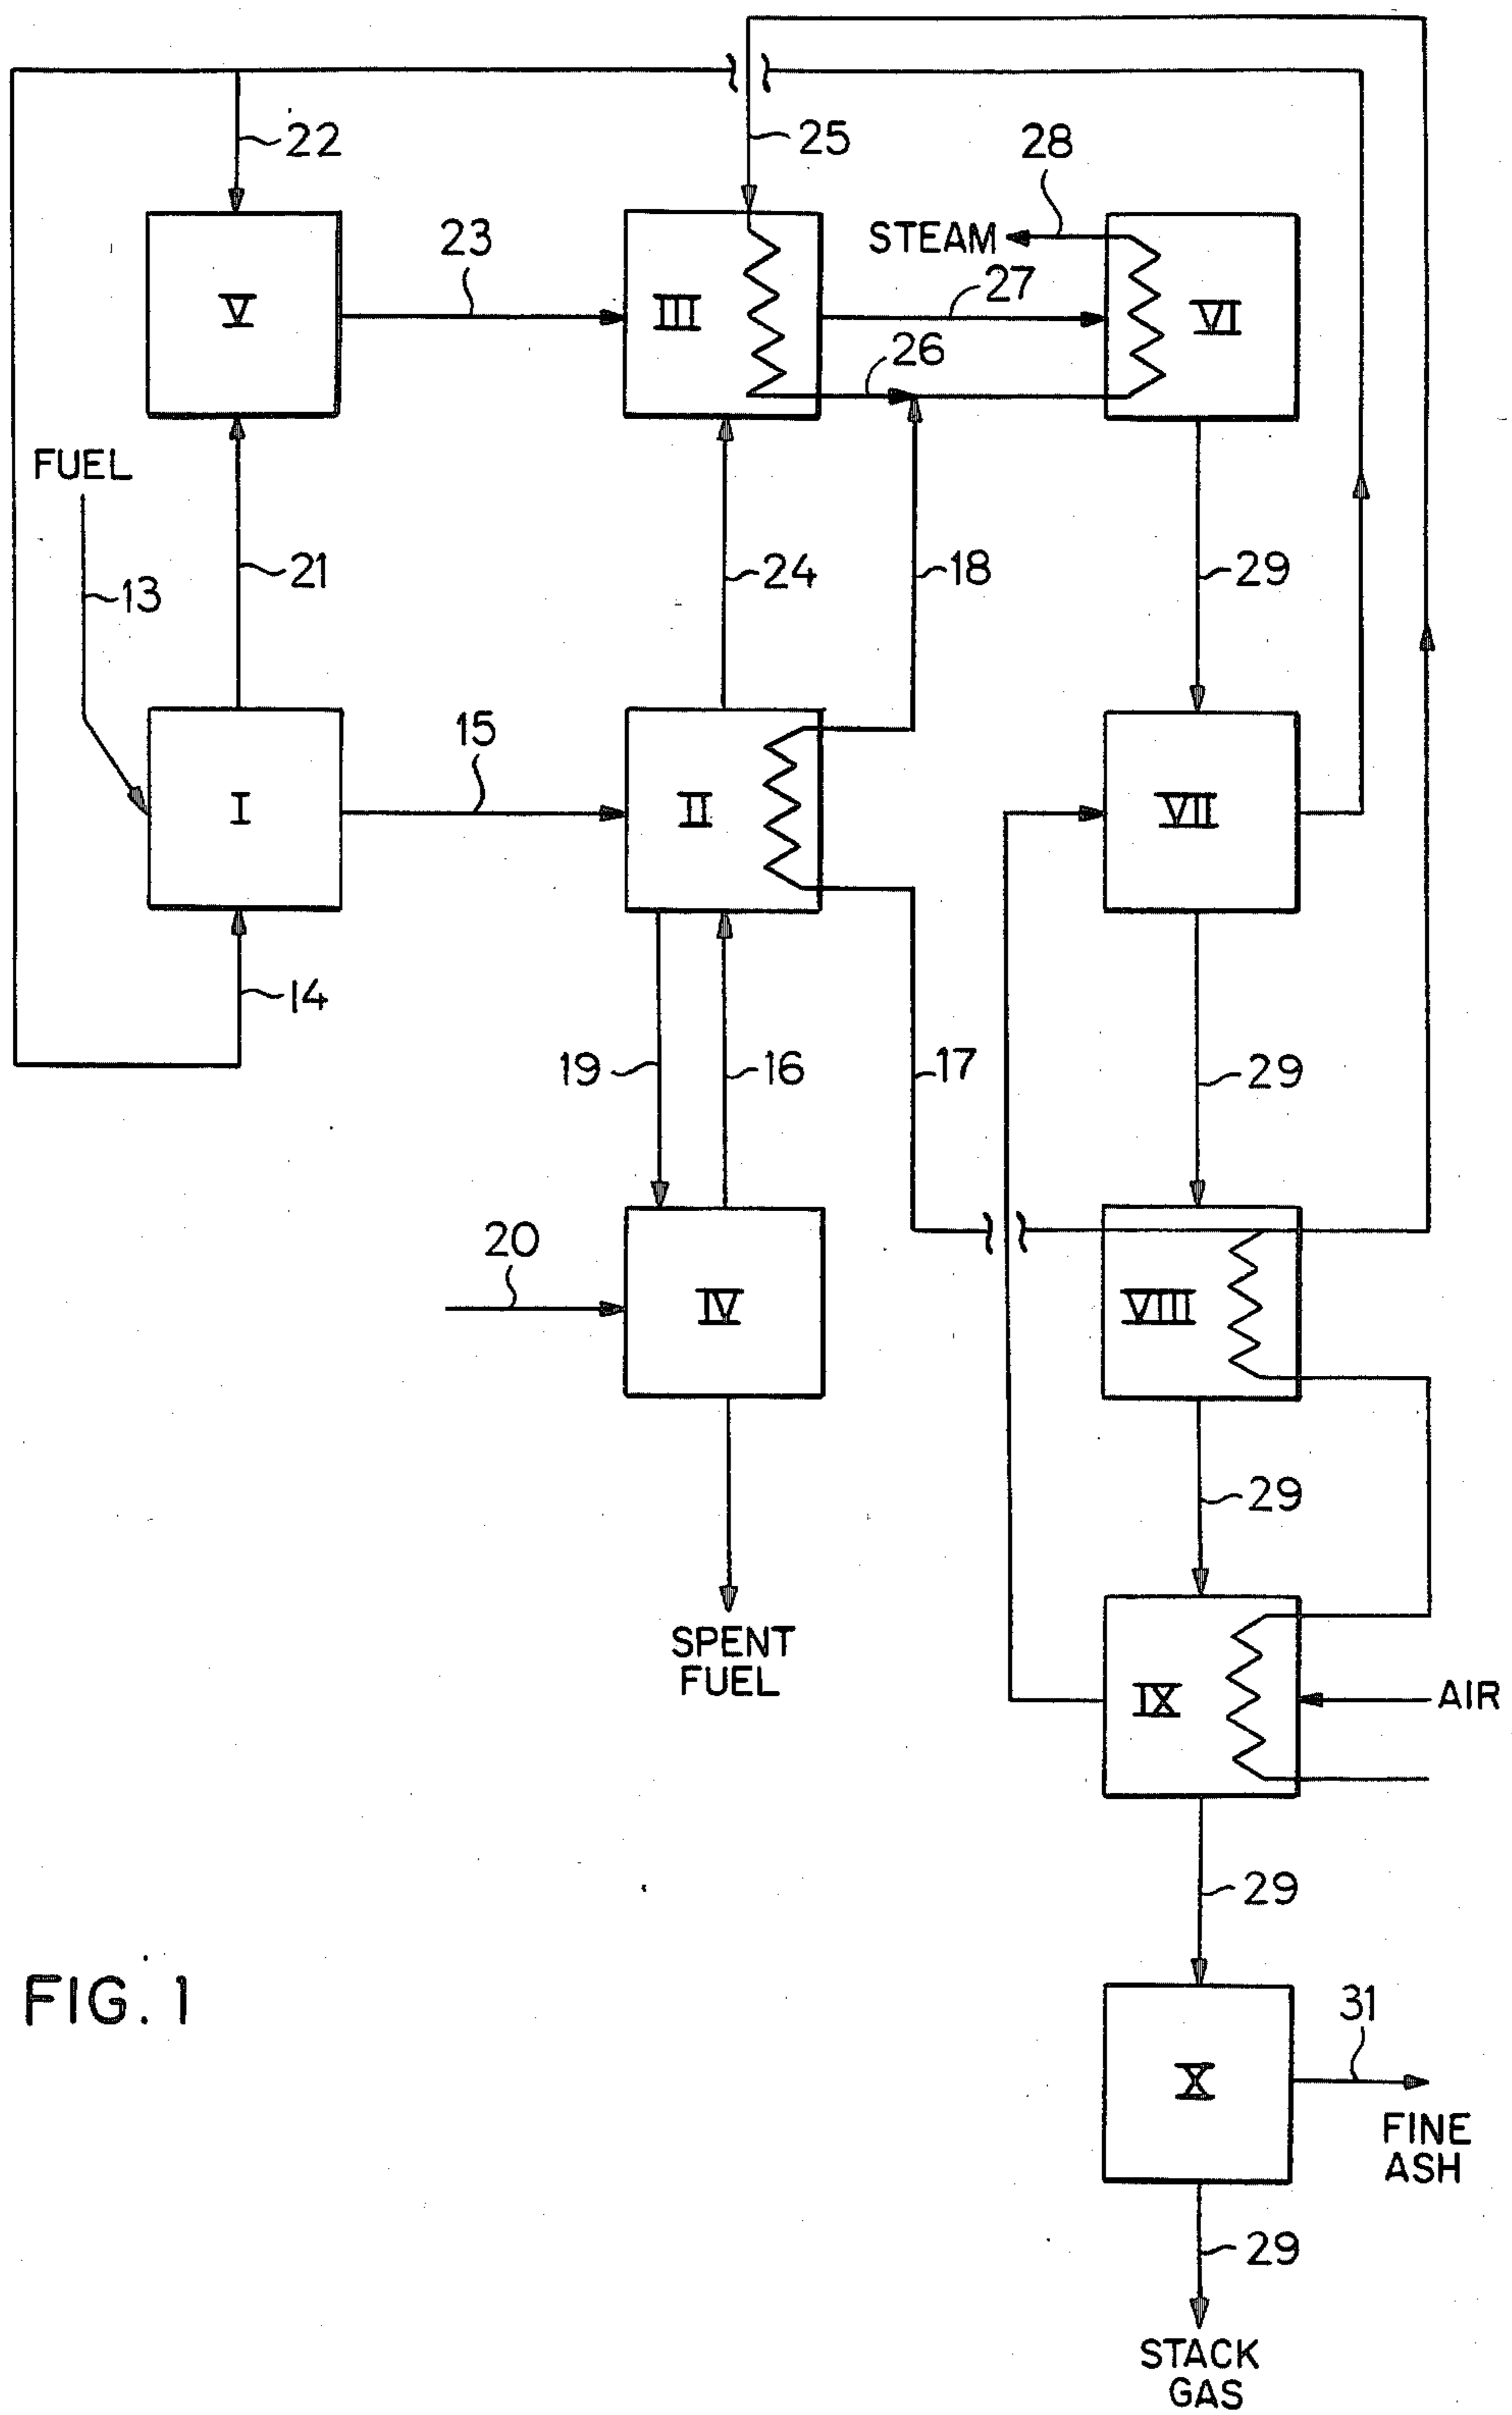 22
25
28
STEAM
23
27
V
III
VI
26
FUEL
13
21
24
18
29
15
I
II
VII
14
19
16
17
29
20
IV
VIII
29
SPENT
FUEL
IX
AIR
29
FIG. 1
31
X
FINE
ASH
29
STACK
GAS